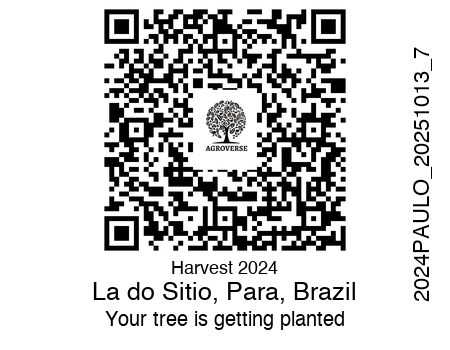 AGROVERSE
Harvest 2024
La do Sitio, Para, Brazil
Your tree is getting planted
2024PAULO_20251013_7